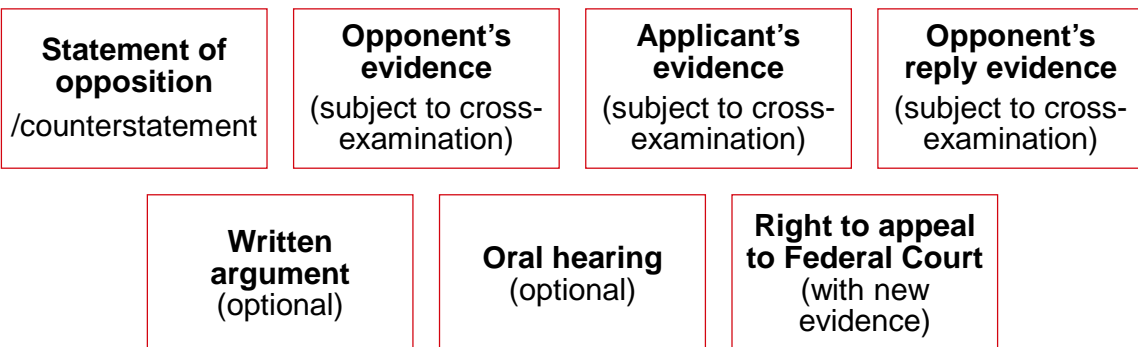 Statement of
opposition
/counterstatement
Opponent’s
evidence
(subject to cross-
examination)
Applicant’s
evidence
(subject to cross-
examination)
Opponent’s
reply evidence
(subject to cross-
examination)
Written
argument
(optional)
Oral hearing
(optional)
Right to appeal
to Federal Court
(with new
evidence)